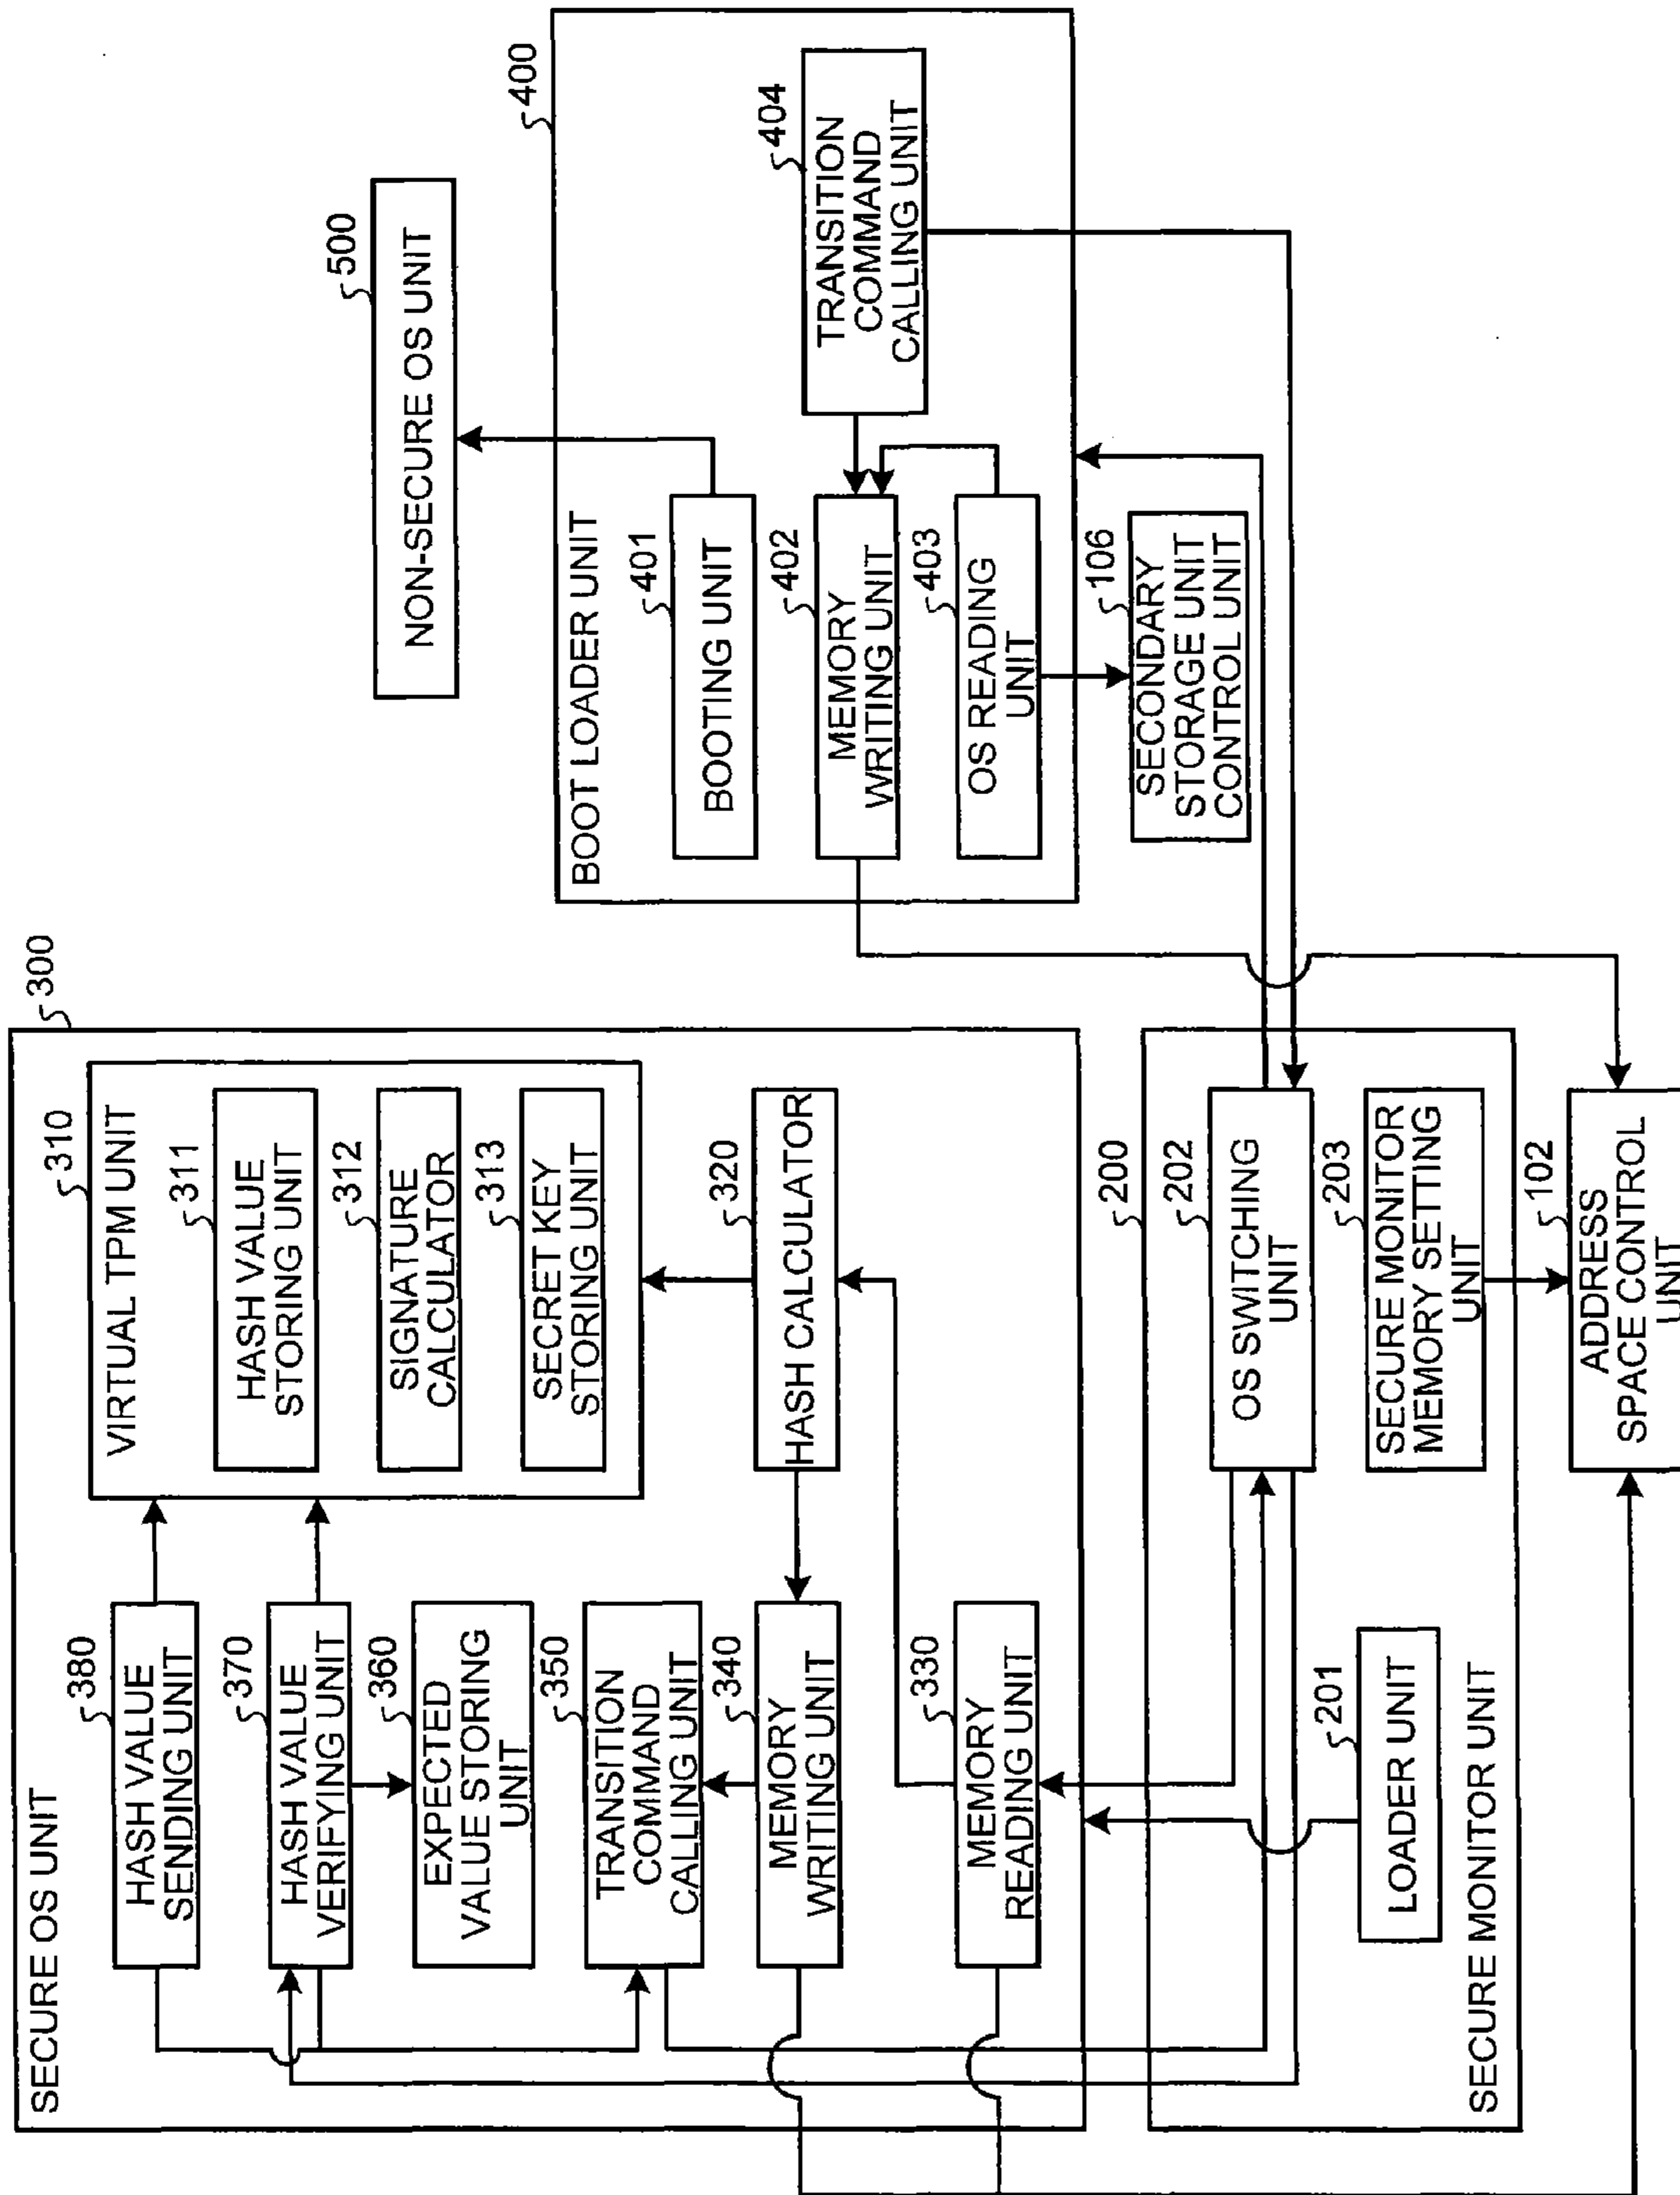 SECURE OS UNIT
300
HASH VALUE
SENDING UNIT
380
HASH VALUE
VERIFYING UNIT
370
EXPECTED
VALUE STORING
UNIT
360
TRANSITION
COMMAND
CALLING UNIT
350
MEMORY
WRITING UNIT
340
MEMORY
READING UNIT
330
VIRTUAL TPM UNIT
310
HASH VALUE
STORING UNIT
311
SIGNATURE
CALCULATOR
312
SECRET KEY
STORING UNIT
313
HASH CALCULATOR
320
SECURE MONITOR UNIT
200
LOADER UNIT
201
OS SWITCHING
UNIT
202
SECURE MONITOR
MEMORY SETTING
UNIT
203
ADDRESS
SPACE CONTROL
UNIT
102
NON-SECURE OS UNIT
500
BOOT LOADER UNIT
400
BOOTING UNIT
401
MEMORY
WRITING UNIT
402
OS READING
UNIT
403
TRANSITION
COMMAND
CALLING UNIT
404
SECONDARY
STORAGE UNIT
CONTROL UNIT
106